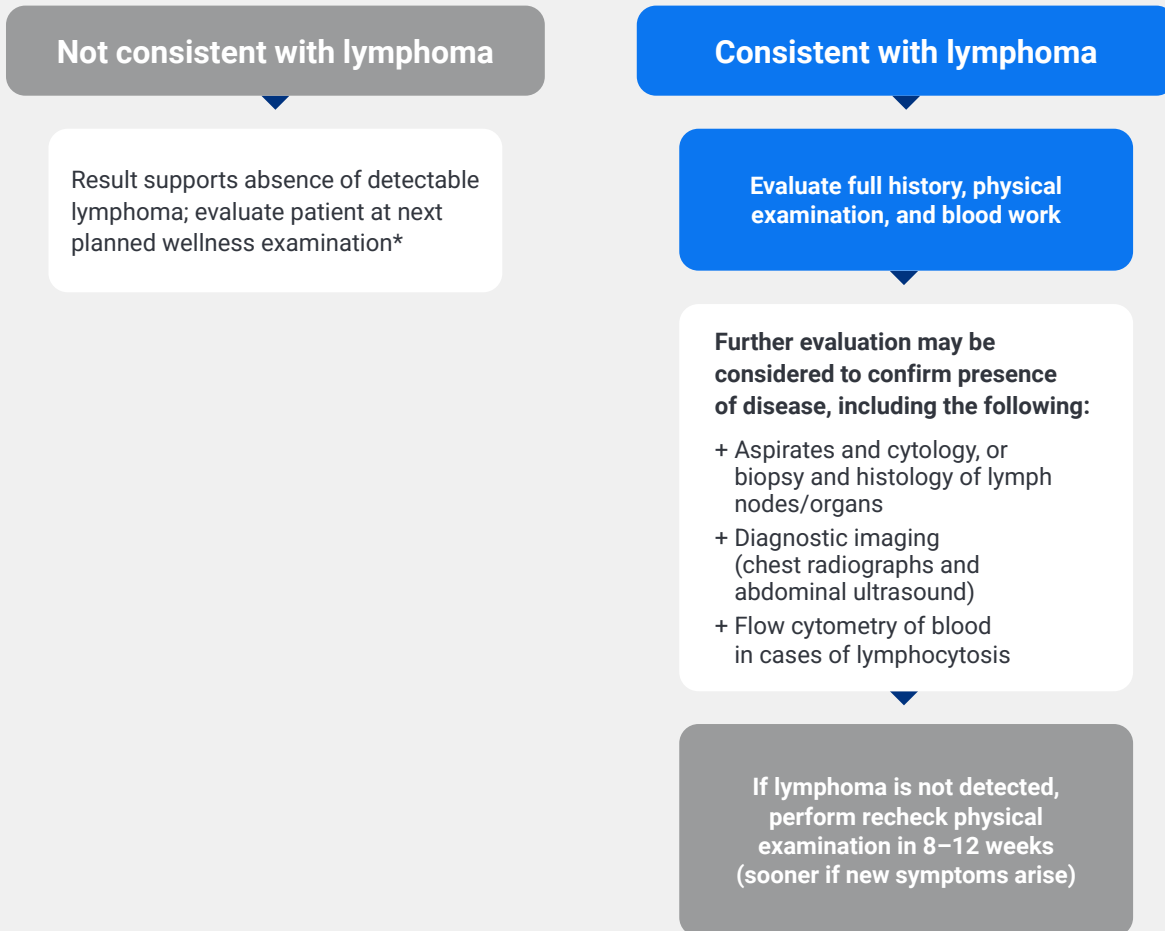 Not consistent with lymphoma
Result supports absence of detectable
lymphoma; evaluate patient at next
planned wellness examination*
Consistent with lymphoma
Evaluate full history, physical
examination, and blood work
Further evaluation may be
considered to confirm presence
of disease, including the following:
+ Aspirates and cytology, or
biopsy and histology of lymph
nodes/organs
+ Diagnostic imaging
(chest radiographs and
abdominal ultrasound)
+ Flow cytometry of blood
in cases of lymphocytosis
If lymphoma is not detected,
perform recheck physical
examination in 8–12 weeks
(sooner if new symptoms arise)